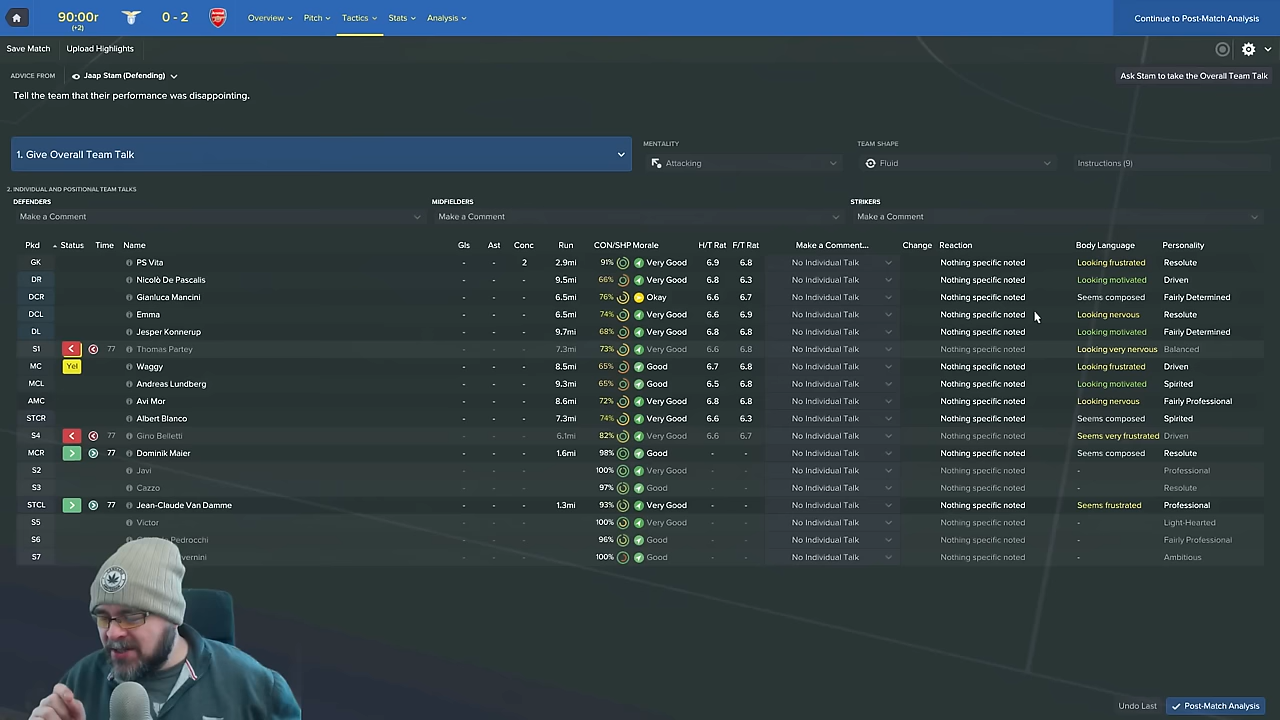 90:00r
(+2)
0 - 2
Overview
Pitch
Tactics
Stats
Analysis
Continue to Post-Match Analysis
Save Match
Upload Highlights
ADVICE FROM
Jaap Stam (Defending)
Ask Stam to take the Overall Team Talk
Tell the team that their performance was disappointing.
1. Give Overall Team Talk
MENTALITY
Attacking
TEAM SHAPE
Fluid
Instructions (9)
2. INDIVIDUAL AND POSITIONAL TEAM TALKS
DEFENDERS MIDFIELDERS STRIKERS
Make a Comment Make a Comment Make a Comment
Pkd Status Time Name Gls Ast Conc Run CON/SHP Morale H/T Rat F/T Rat Make a Comment... Change Reaction Body Language Personality
GK PS Vita - - 2 2.9mi 91% Very Good 6.9 6.8 No Individual Talk Nothing specific noted Looking frustrated Resolute
DR Nicolò De Pascalis - - - 9.5mi 66% Very Good 6.8 6.3 No Individual Talk Nothing specific noted Looking motivated Driven
DCR Gianluca Mancini - - - 6.5mi 76% Okay 6.6 6.7 No Individual Talk Nothing specific noted Seems composed Fairly Determined
DCL Emma - - - 6.5mi 74% Very Good 6.6 6.9 No Individual Talk Nothing specific noted Looking nervous Resolute
DL Jesper Konnerup - - - 9.7mi 68% Very Good 6.8 6.8 No Individual Talk Nothing specific noted Looking motivated Fairly Determined
S1 77 Thomas Partey - - - 7.3mi 73% Very Good 6.6 6.8 No Individual Talk Nothing specific noted Looking very nervous Balanced
MC Yel Waggy - - - 8.5mi 65% Good 6.7 6.8 No Individual Talk Nothing specific noted Looking frustrated Driven
MCL Andreas Lundberg - - - 9.3mi 65% Good 6.5 6.8 No Individual Talk Nothing specific noted Looking motivated Spirited
AMC Avi Mor - - - 8.6mi 72% Very Good 6.8 6.8 No Individual Talk Nothing specific noted Looking nervous Fairly Professional
STCR Albert Blanco - - - 7.3mi 74% Very Good 6.6 6.3 No Individual Talk Nothing specific noted Seems composed Spirited
S4 77 Gino Belletti - - - 6.1mi 82% Very Good 6.6 6.7 No Individual Talk Nothing specific noted Seems very frustrated Driven
MCR 77 Dominik Maier - - - 1.6mi 98% Good - - No Individual Talk Nothing specific noted Seems composed Resolute
S2 Javi - - - 100% Very Good - - No Individual Talk Nothing specific noted - Professional
S3 Cazzo - - - 97% Good - - No Individual Talk Nothing specific noted - Resolute
STCL 77 Jean-Claude Van Damme - - - 1.3mi 93% Very Good - - No Individual Talk Nothing specific noted Seems frustrated Professional
S5 Victor - - - 100% Very Good - - No Individual Talk Nothing specific noted - Light-Hearted
S6 Pedrocchi - - - 96% Good - - No Individual Talk Nothing specific noted - Fairly Professional
S7 - - - 100% Good - - No Individual Talk Nothing specific noted - Ambitious
Undo Last
Post-Match Analysis